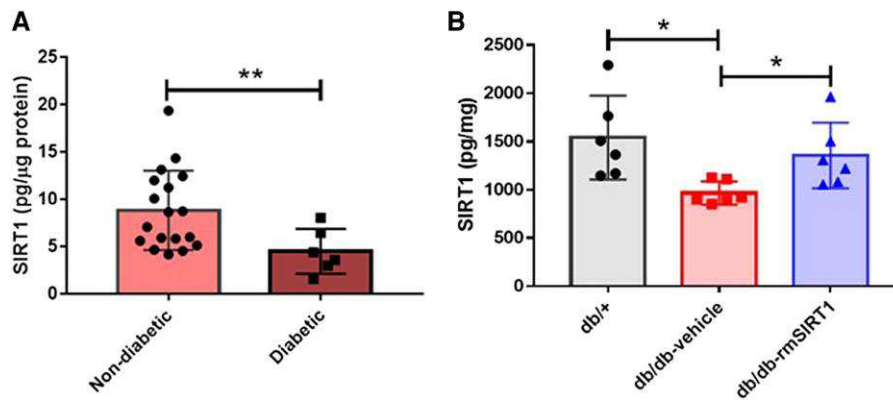 A
SIRT1 (pg/μg protein)
25
20
15
10
5
0
**
Non-diabetic
Diabetic
B
SIRT1 (pg/mg)
2500
2000
1500
1000
500
0
*
*
db/+
db/db-vehicle
db/db-rmSIRT1